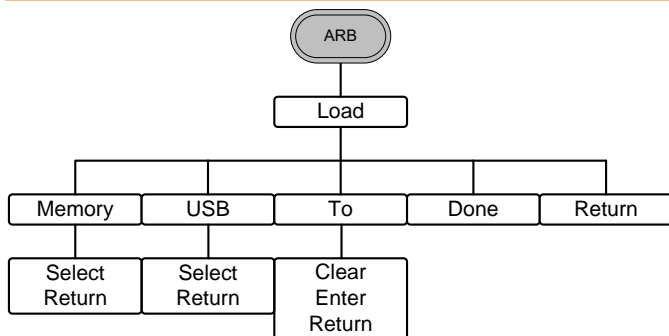 ARB
Load
Memory USB To Done Return
Select Select Clear
Return Return Enter
Return